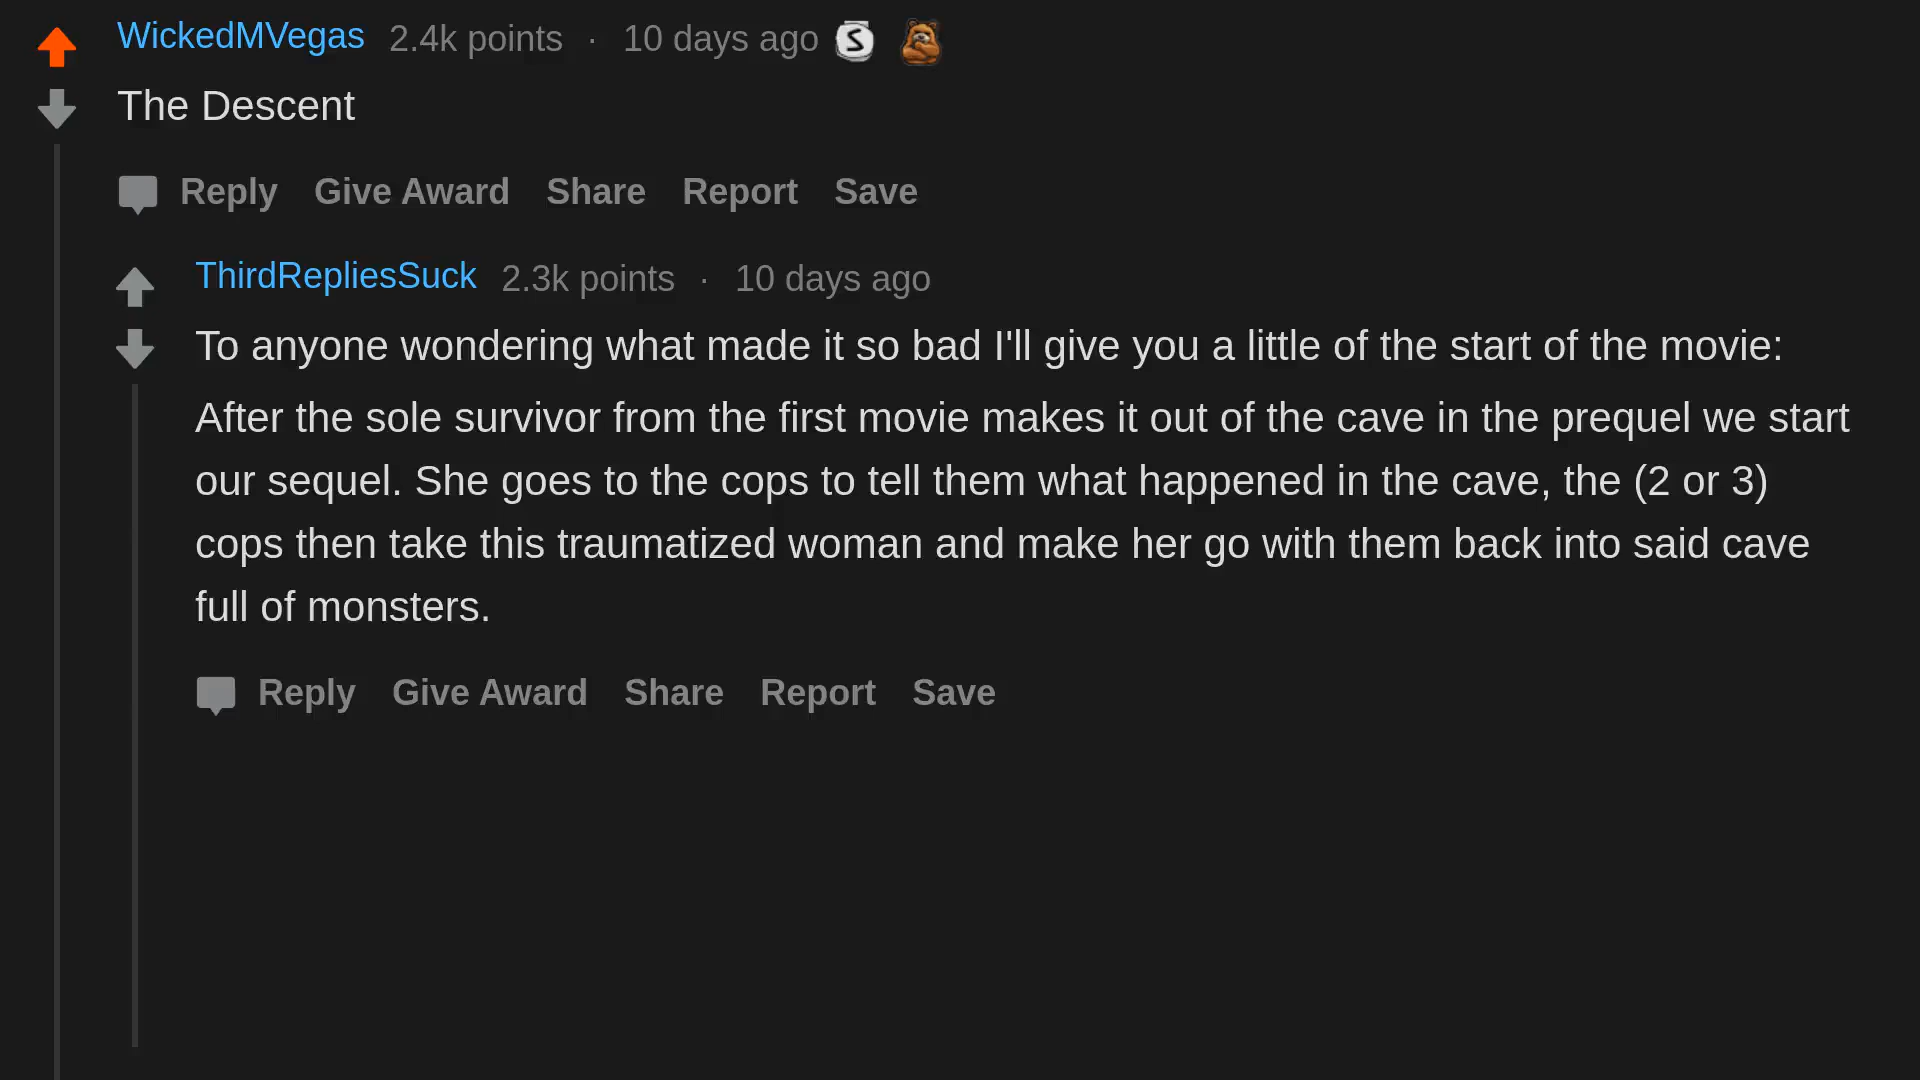 WickedMVegas 2.4k points · 10 days ago S
The Descent
Reply Give Award Share Report Save
ThirdRepliesSuck 2.3k points · 10 days ago
To anyone wondering what made it so bad I'll give you a little of the start of the movie:
After the sole survivor from the first movie makes it out of the cave in the prequel we start
our sequel. She goes to the cops to tell them what happened in the cave, the (2 or 3)
cops then take this traumatized woman and make her go with them back into said cave
full of monsters.
Reply Give Award Share Report Save